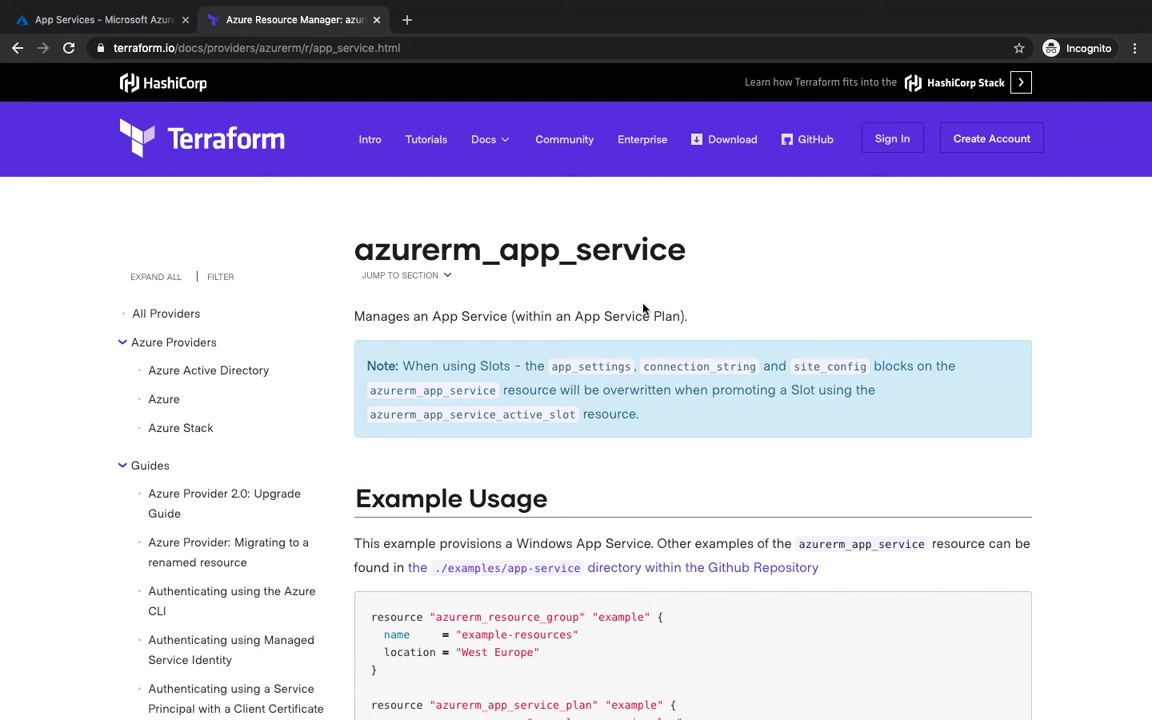 App Services - Microsoft Azure
Azure Resource Manager: azur
terraform.io/docs/providers/azurerm/r/app_service.html
Incognito
HashiCorp
Learn how Terraform fits into the HashiCorp Stack
Terraform
Intro
Tutorials
Docs
Community
Enterprise
Download
GitHub
Sign In
Create Account
EXPAND ALL | FILTER
All Providers
Azure Providers
Azure Active Directory
Azure
Azure Stack
Guides
Azure Provider 2.0: Upgrade
Guide
Azure Provider: Migrating to a
renamed resource
Authenticating using the Azure
CLI
Authenticating using Managed
Service Identity
Authenticating using a Service
Principal with a Client Certificate
azurerm_app_service
JUMP TO SECTION
Manages an App Service (within an App Service Plan).
Note: When using Slots - the app_settings, connection_string and site_config blocks on the
azurerm_app_service resource will be overwritten when promoting a Slot using the
azurerm_app_service_active_slot resource.
Example Usage
This example provisions a Windows App Service. Other examples of the azurerm_app_service resource can be
found in the ./examples/app-service directory within the Github Repository
resource "azurerm_resource_group" "example" {
name = "example-resources"
location = "West Europe"
}
resource "azurerm_app_service_plan" "example" {